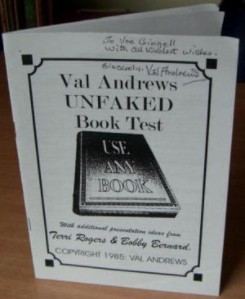 To Von Gingell
With all kindest wishes.
Sincerely: Val Andrews
Val Andrews
UNFAKED
Book Test
USE
ANY
BOOK
With additional presentation ideas from
Terri Rogers & Bobby Bernard.
COPYRIGHT 1985: VAL ANDREWS